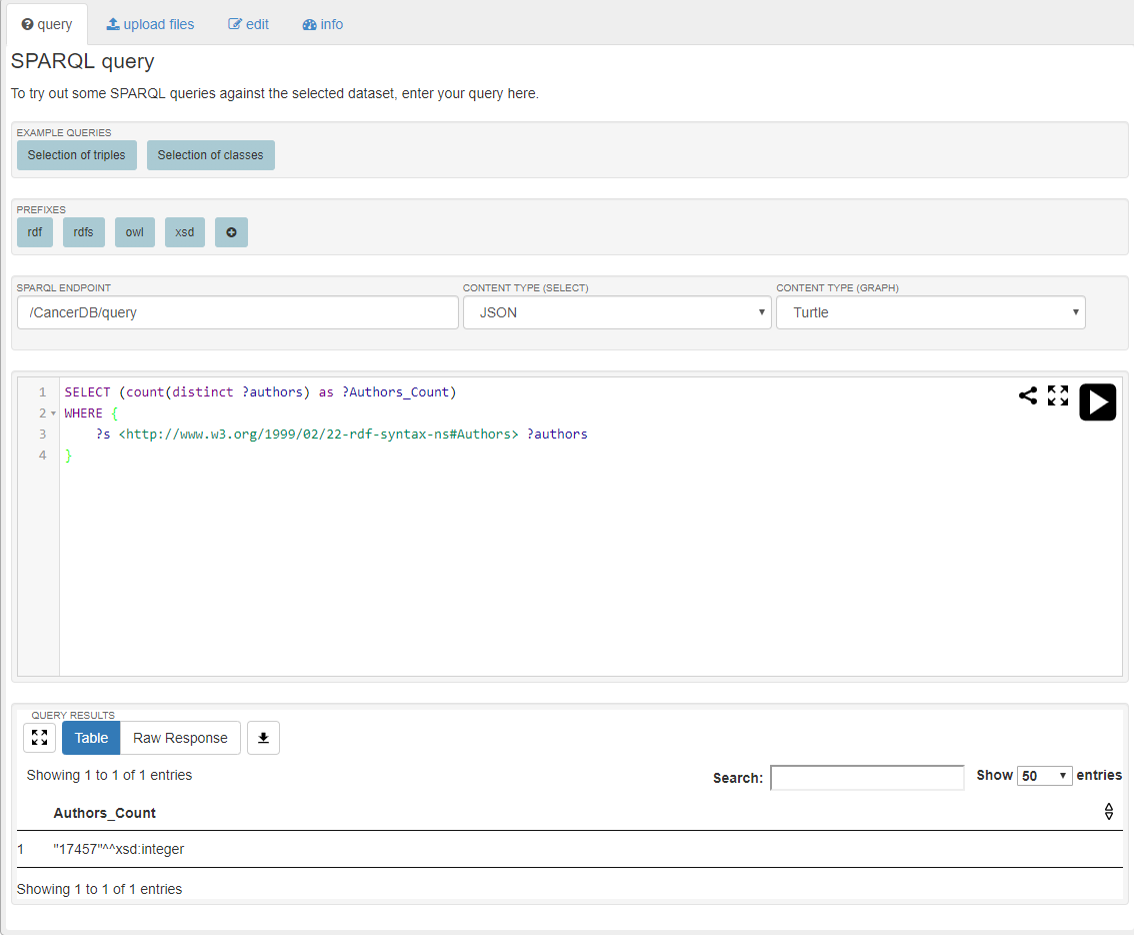 query upload files edit info
SPARQL query
To try out some SPARQL queries against the selected dataset, enter your query here.
EXAMPLE QUERIES
Selection of triples Selection of classes
PREFIXES
rdf rdfs owl xsd
SPARQL ENDPOINT CONTENT TYPE (SELECT) CONTENT TYPE (GRAPH)
/CancerDB/query JSON Turtle
1 SELECT (count(distinct ?authors) as ?Authors_Count)
2 WHERE {
3 ?s <http://www.w3.org/1999/02/22-rdf-syntax-ns#Authors> ?authors
4 }
QUERY RESULTS
Table Raw Response
Showing 1 to 1 of 1 entries Search: Show 50 entries
Authors_Count
1 "17457"^^xsd:integer
Showing 1 to 1 of 1 entries